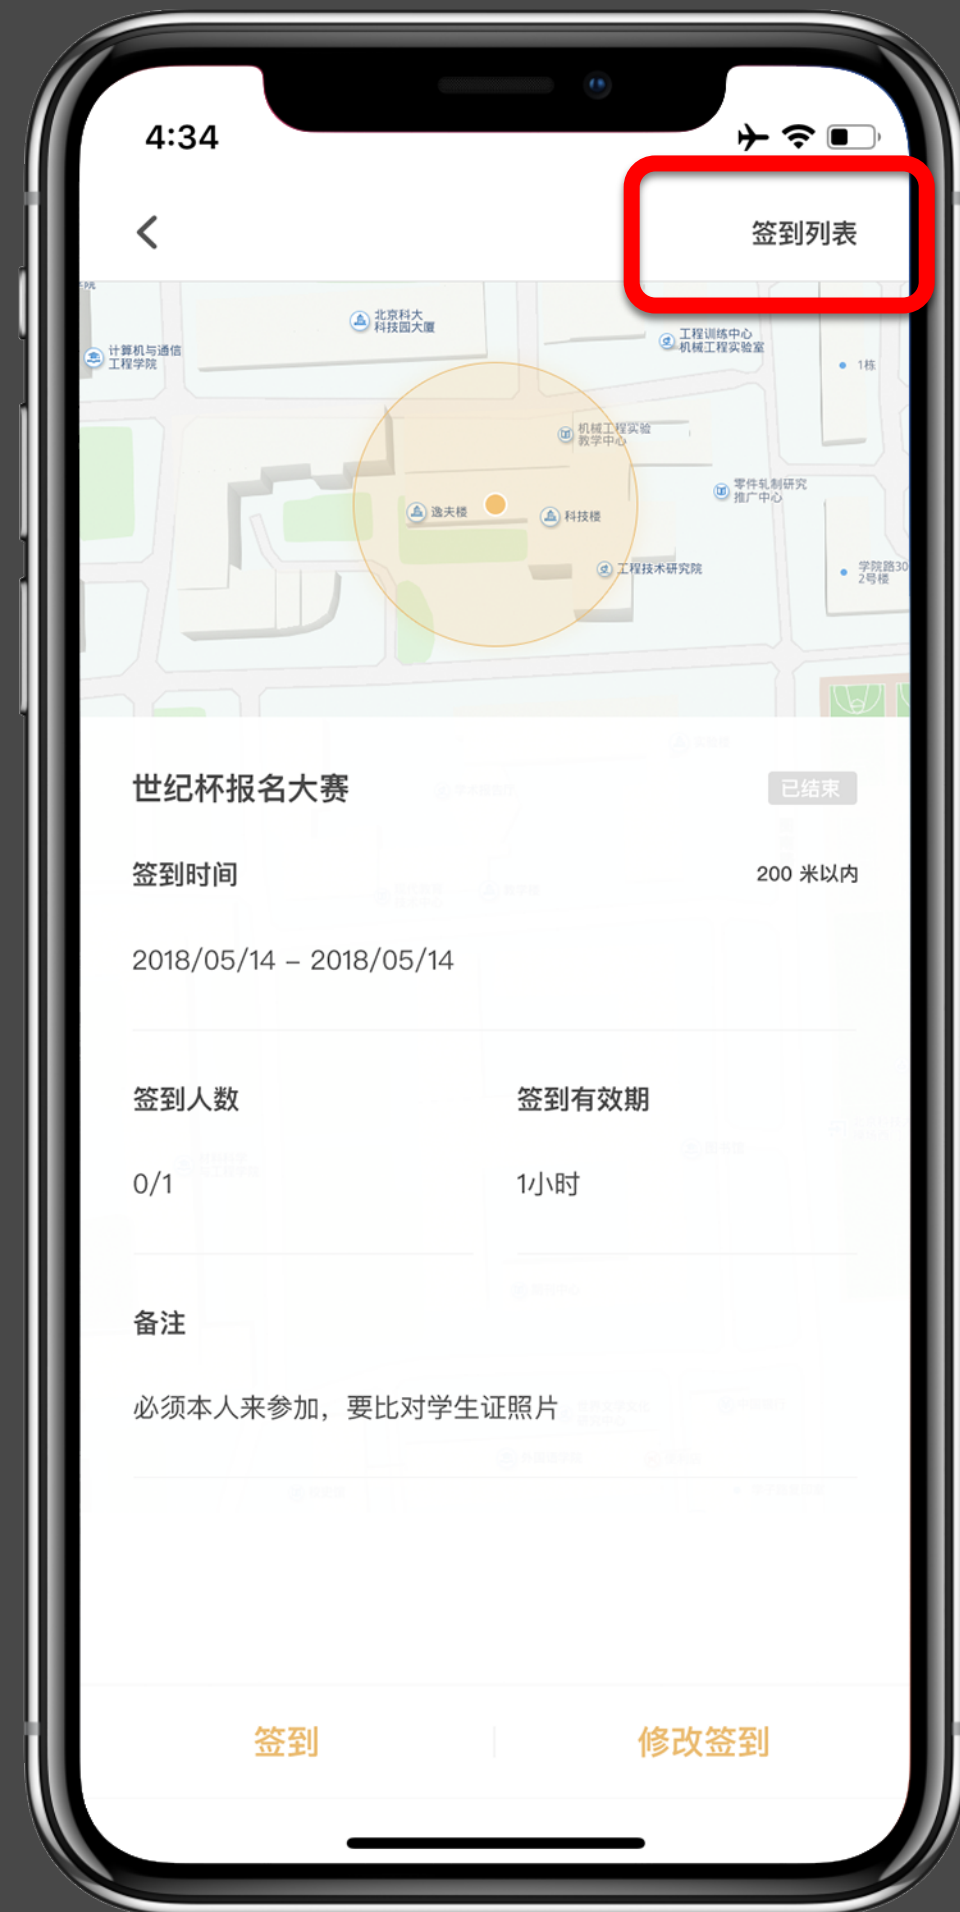 4:34
签到列表
北京科大
科技园大厦
工程训练中心
机械工程实验室
计算机与通信
工程学院
1栋
机械工程实验
教学中心
零件轧制研究
推广中心
逸夫楼
科技楼
工程技术研究院
学院路30
2号楼
世纪杯报名大赛
已结束
签到时间
200 米以内
2018/05/14 – 2018/05/14
签到人数
签到有效期
0/1
1小时
备注
必须本人来参加，要比对学生证照片
签到
修改签到